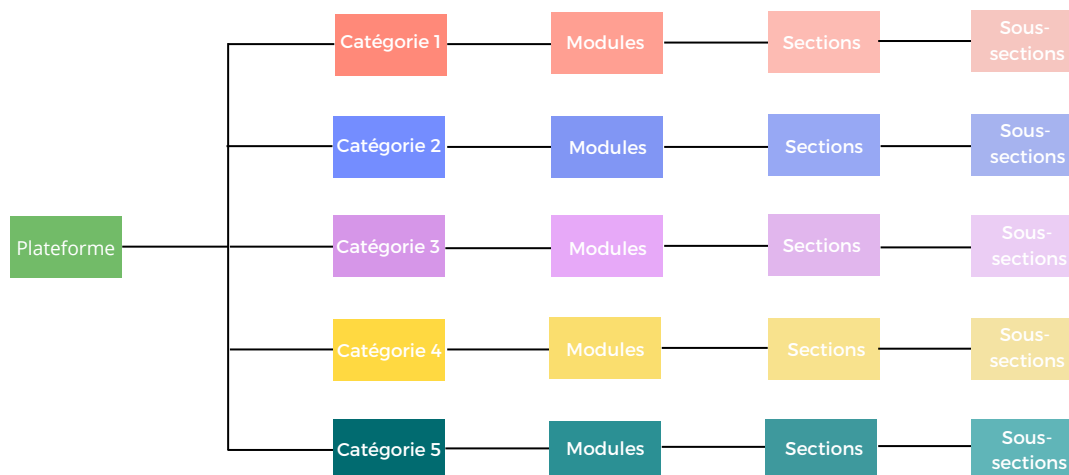 Plateforme
Catégorie 1
Modules
Sections
Sous-
sections
Catégorie 2
Modules
Sections
Sous-
sections
Catégorie 3
Modules
Sections
Sous-
sections
Catégorie 4
Modules
Sections
Sous-
sections
Catégorie 5
Modules
Sections
Sous-
sections